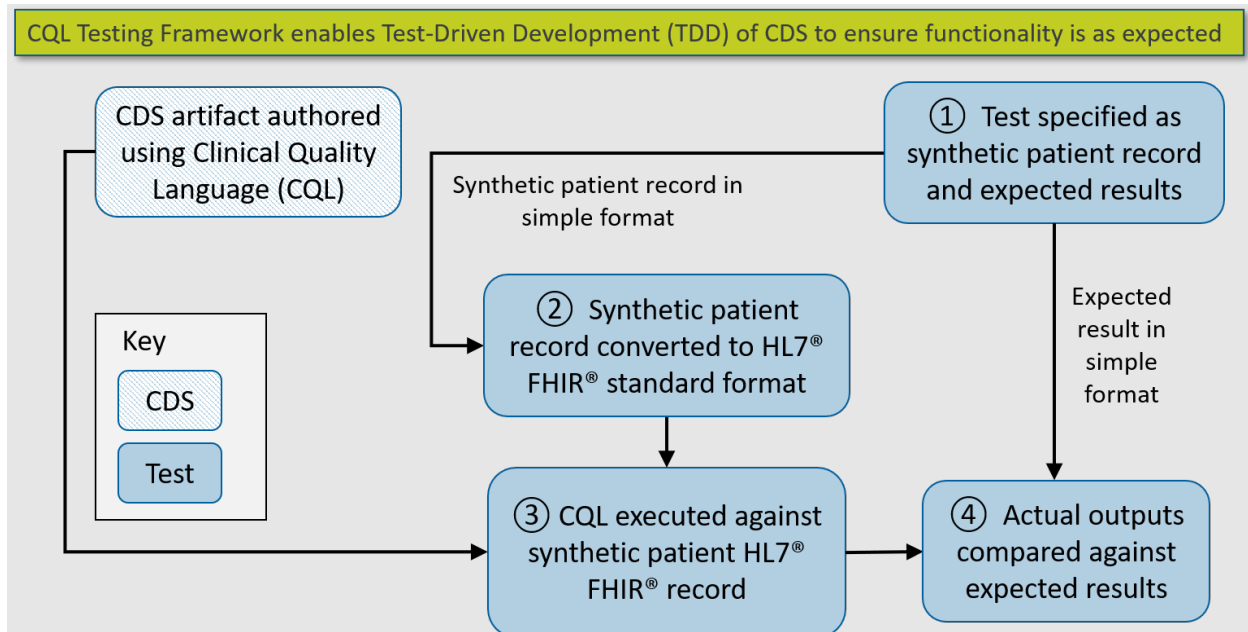 CQL Testing Framework enables Test-Driven Development (TDD) of CDS to ensure functionality is as expected
CDS artifact authored
using Clinical Quality
Language (CQL)
① Test specified as
synthetic patient record
and expected results
Synthetic patient record in
simple format
② Synthetic patient
record converted to HL7®
FHIR® standard format
Expected
result in
simple
format
Key
CDS
Test
③ CQL executed against
synthetic patient HL7®
FHIR® record
④ Actual outputs
compared against
expected results